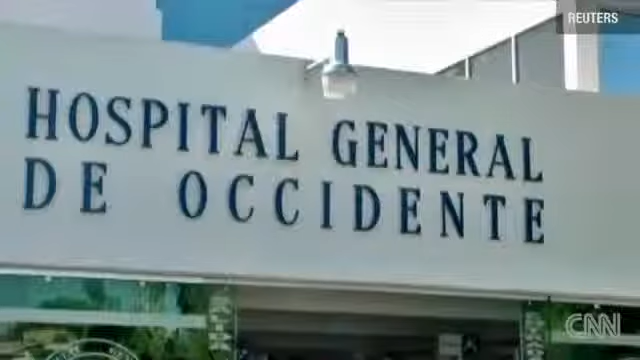 REUTERS
HOSPITAL GENERAL
DE OCCIDENTE
CNN